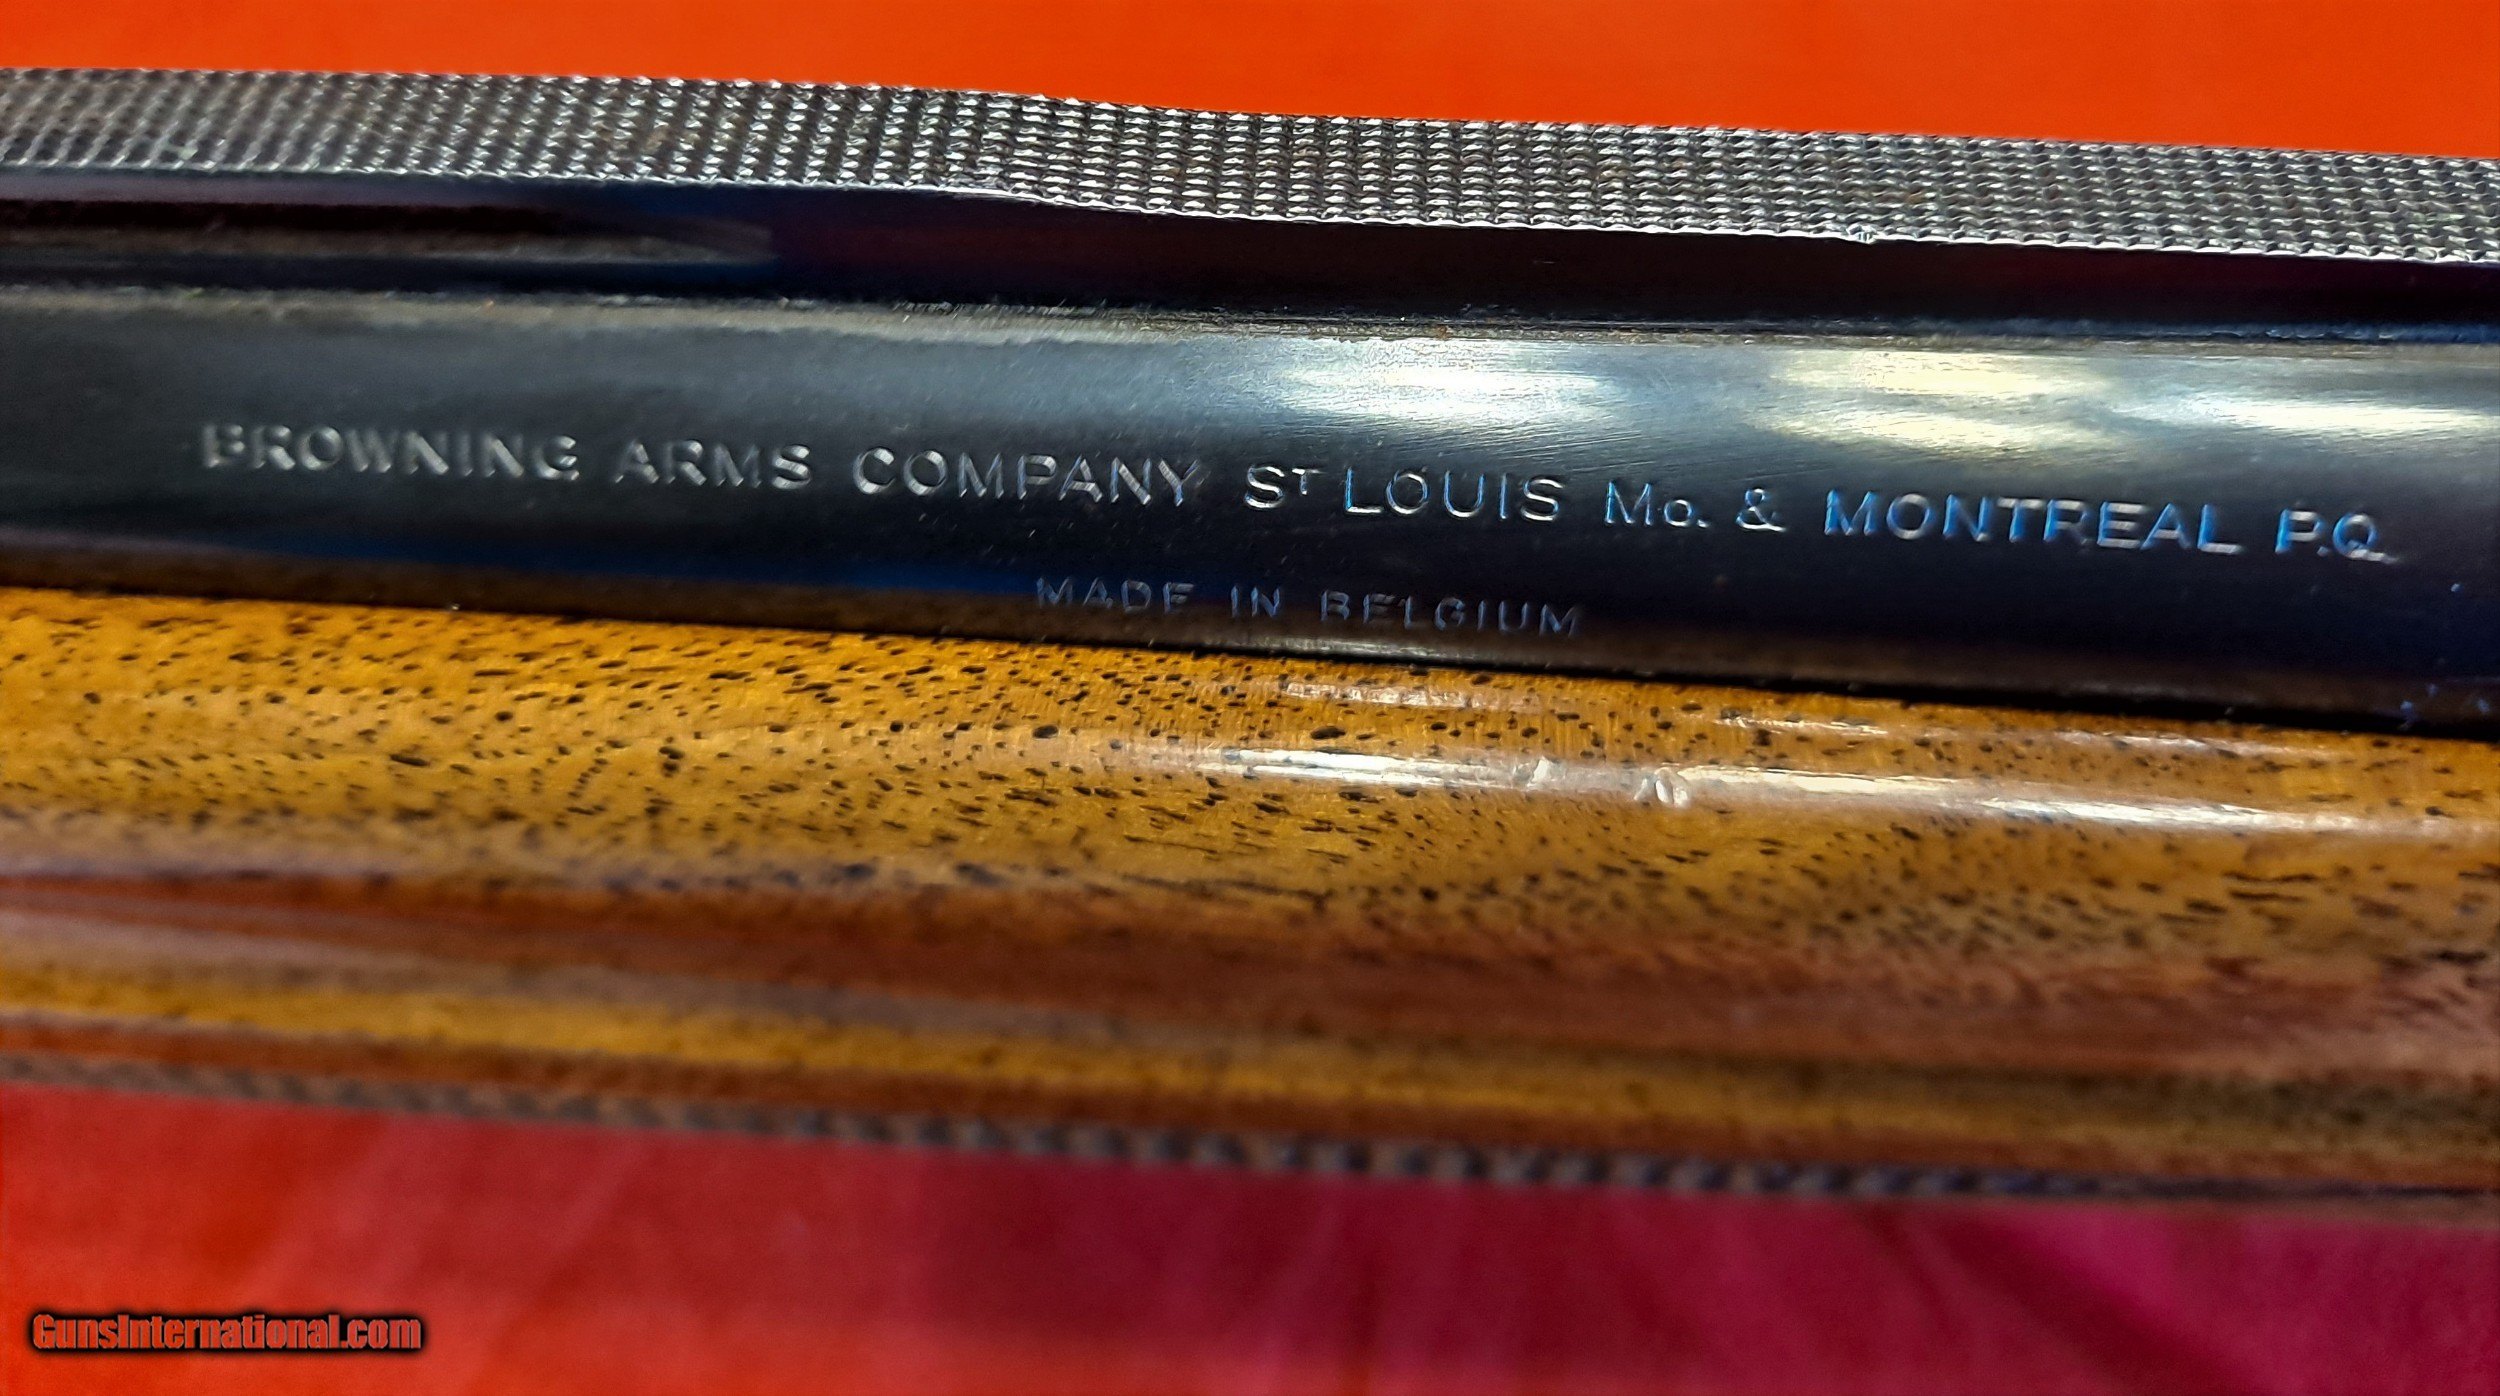 BROWNING ARMS COMPANY ST LOUIS Mo. & MONTREAL P.Q.
MADE IN BELGIUM
GunsInternational.com